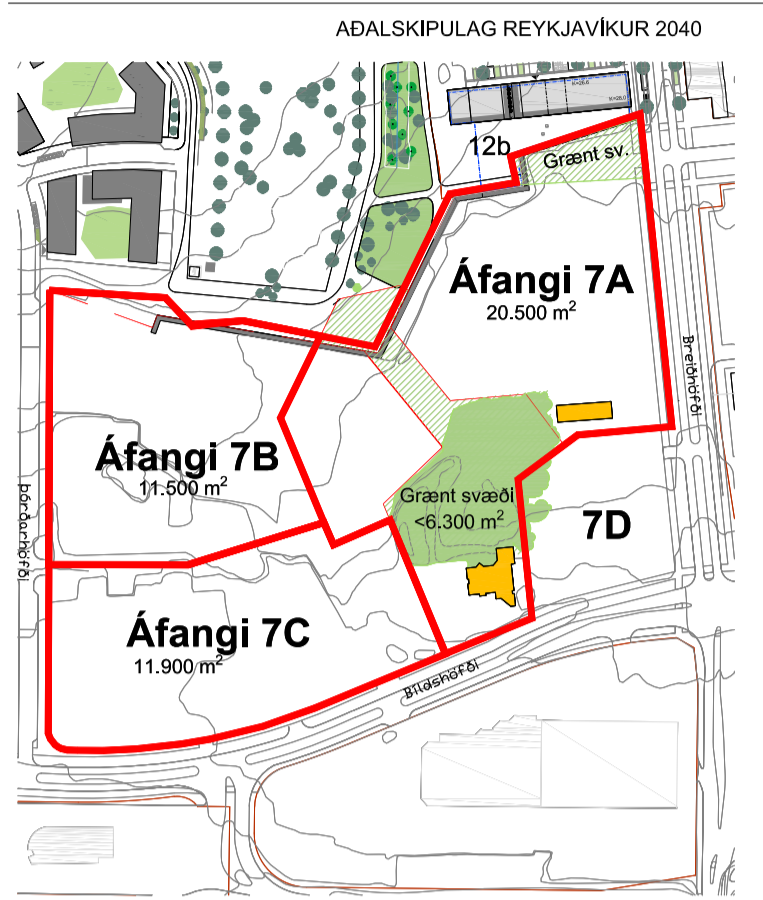 AÐALSKIPULAG REYKJAVÍKUR 2040
12b
Grænt sv.
Áfangi 7A
20.500 m²
Breiðhöfði
Áfangi 7B
11.500 m²
Þórðarhöfði
Grænt svæði
<6.300 m²
7D
Áfangi 7C
11.900 m²
Bíldshöfði